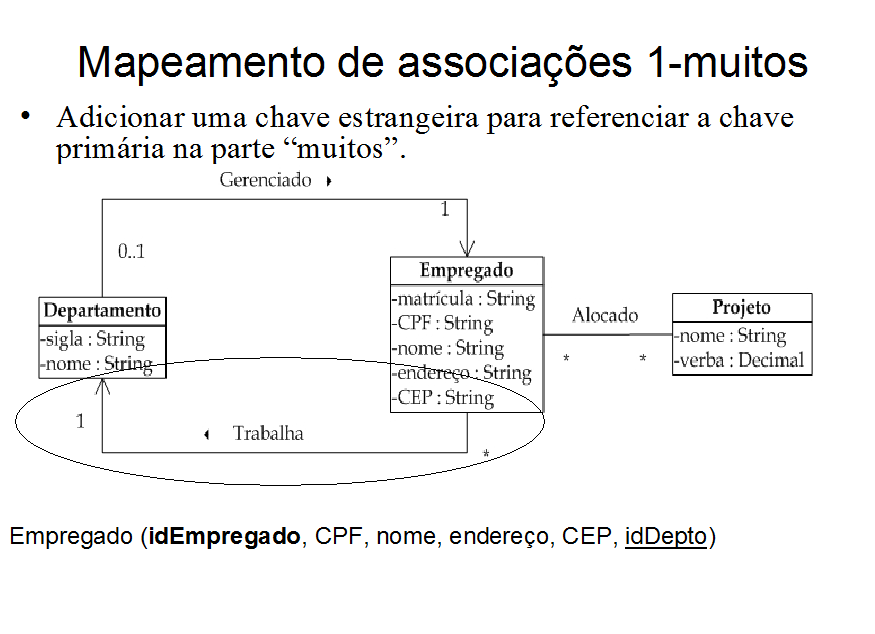 Mapeamento de associações 1-muitos
• Adicionar uma chave estrangeira para referenciar a chave
primária na parte “muitos”.
Gerenciado
1
0..1
Empregado
-matrícula : String
-CPF : String
-nome : String
-endereço : String
-CEP : String
Departamento
-sigla : String
-nome : String
Alocado
*
*
Projeto
-nome : String
-verba : Decimal
1
Trabalha
*
Empregado (idEmpregado, CPF, nome, endereço, CEP, idDepto)